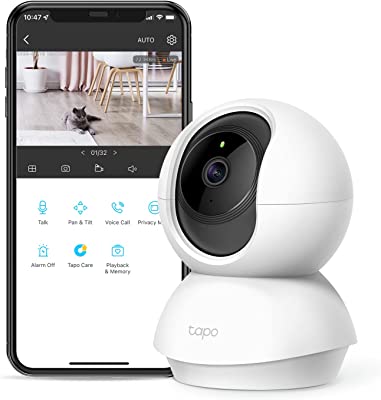 10:47
AUTO
01/32
Talk
Pan & Tilt
Voice Call
Privacy M
Alarm Off
Tapo Care
Playback
& Memory
tapo